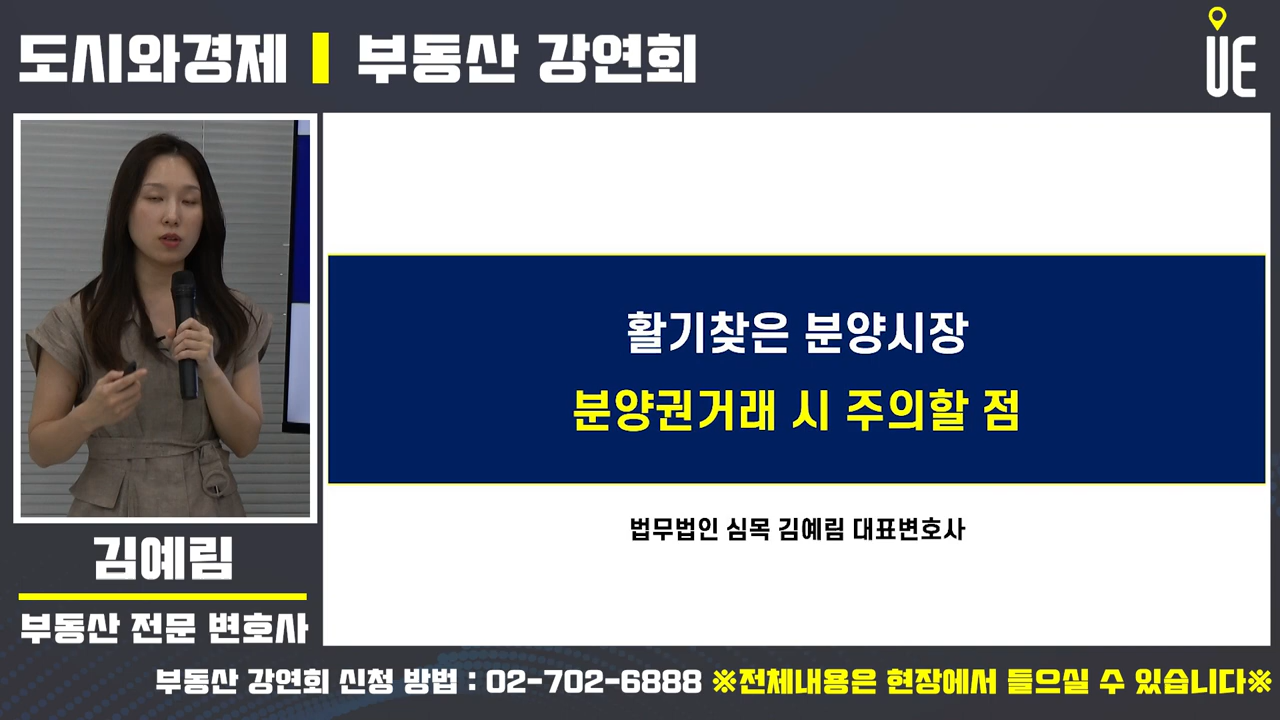 도시와경제 부동산 강연회
UE
활기찾은 분양시장
분양권거래 시 주의할 점
법무법인 심목 김예림 대표변호사
김예림
부동산 전문 변호사
부동산 강연회 신청 방법 : 02-702-6888 ※전체내용은 현장에서 들으실 수 있습니다※